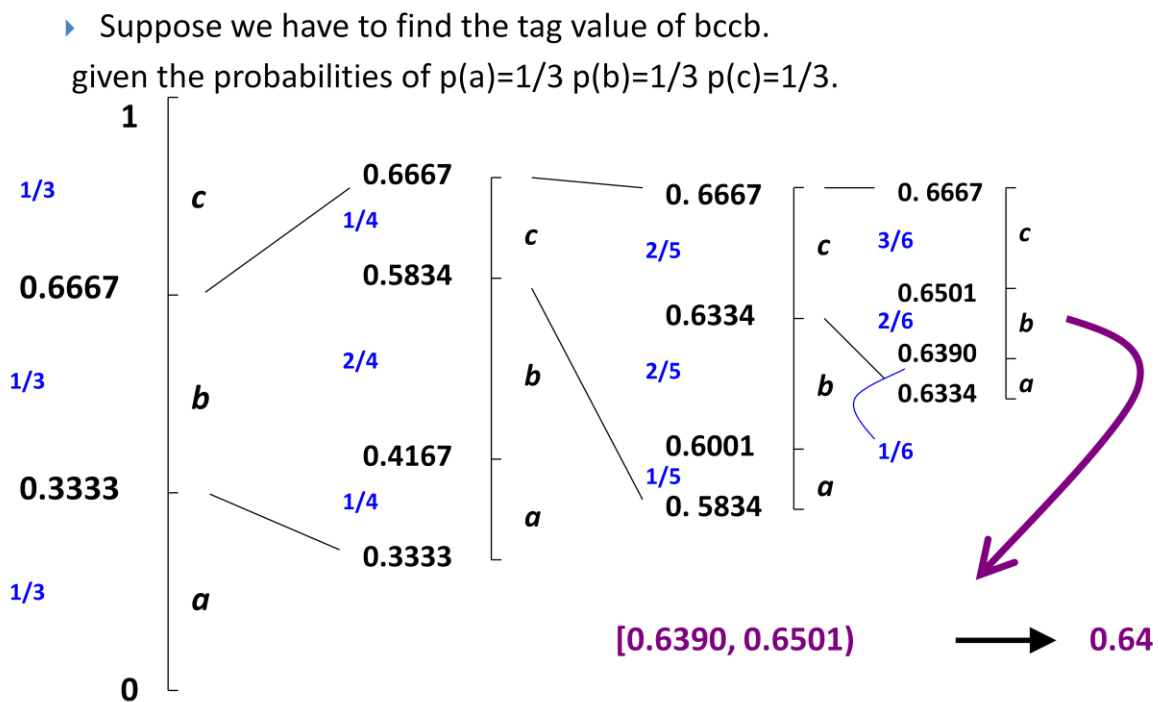 Suppose we have to find the tag value of bccb.
given the probabilities of p(a)=1/3 p(b)=1/3 p(c)=1/3.
1
1/3
c
0.6667
1/3
b
0.3333
1/3
a
0
0.6667
1/4
c
0.5834
2/4
b
0.4167
1/4
a
0.3333
0. 6667
2/5
c
0.6334
2/5
b
0.6001
1/5
a
0. 5834
0. 6667
3/6
c
0.6501
2/6
b
0.6390
a
0.6334
1/6
[0.6390, 0.6501)
0.64